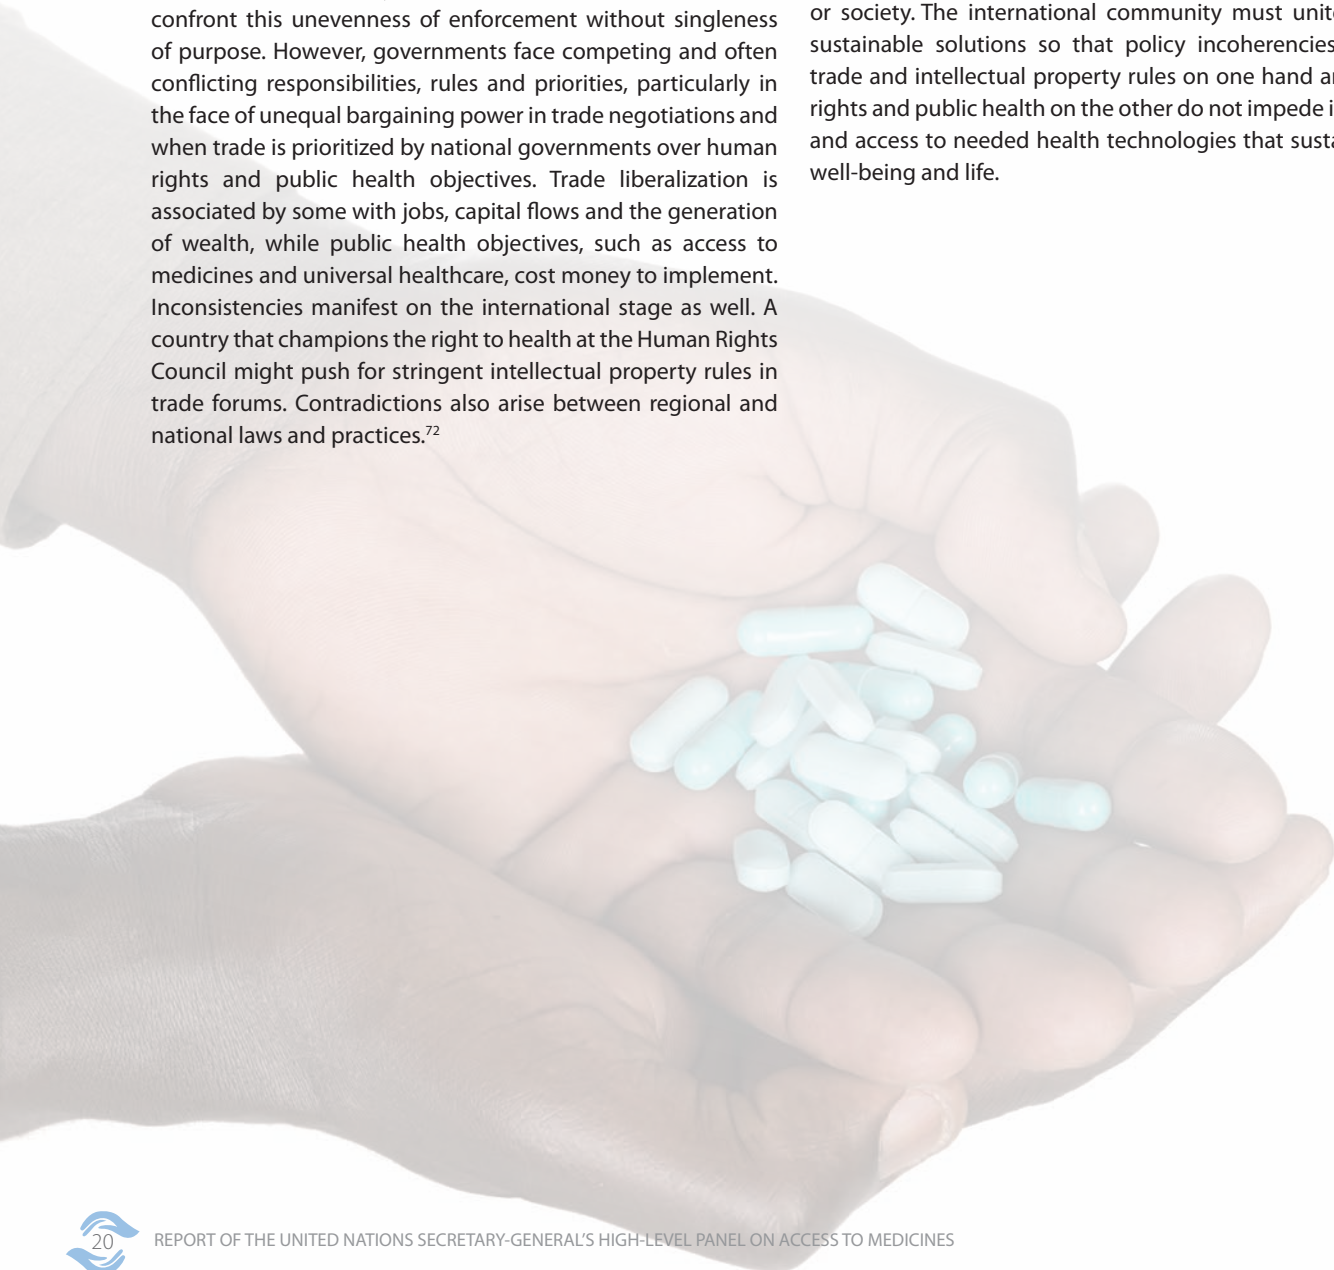 confront this unevenness of enforcement without singleness
of purpose. However, governments face competing and often
conflicting responsibilities, rules and priorities, particularly in
the face of unequal bargaining power in trade negotiations and
when trade is prioritized by national governments over human
rights and public health objectives. Trade liberalization is
associated by some with jobs, capital flows and the generation
of wealth, while public health objectives, such as access to
medicines and universal healthcare, cost money to implement.
Inconsistencies manifest on the international stage as well. A
country that champions the right to health at the Human Rights
Council might push for stringent intellectual property rules in
trade forums. Contradictions also arise between regional and
national laws and practices.72
or society. The international community must
sustainable solutions so that policy incoherencies
trade and intellectual property rules on one hand
rights and public health on the other do not impede
and access to needed health technologies that
well-being and life.
20
REPORT OF THE UNITED NATIONS SECRETARY-GENERAL'S HIGH-LEVEL PANEL ON ACCESS TO MEDICINES